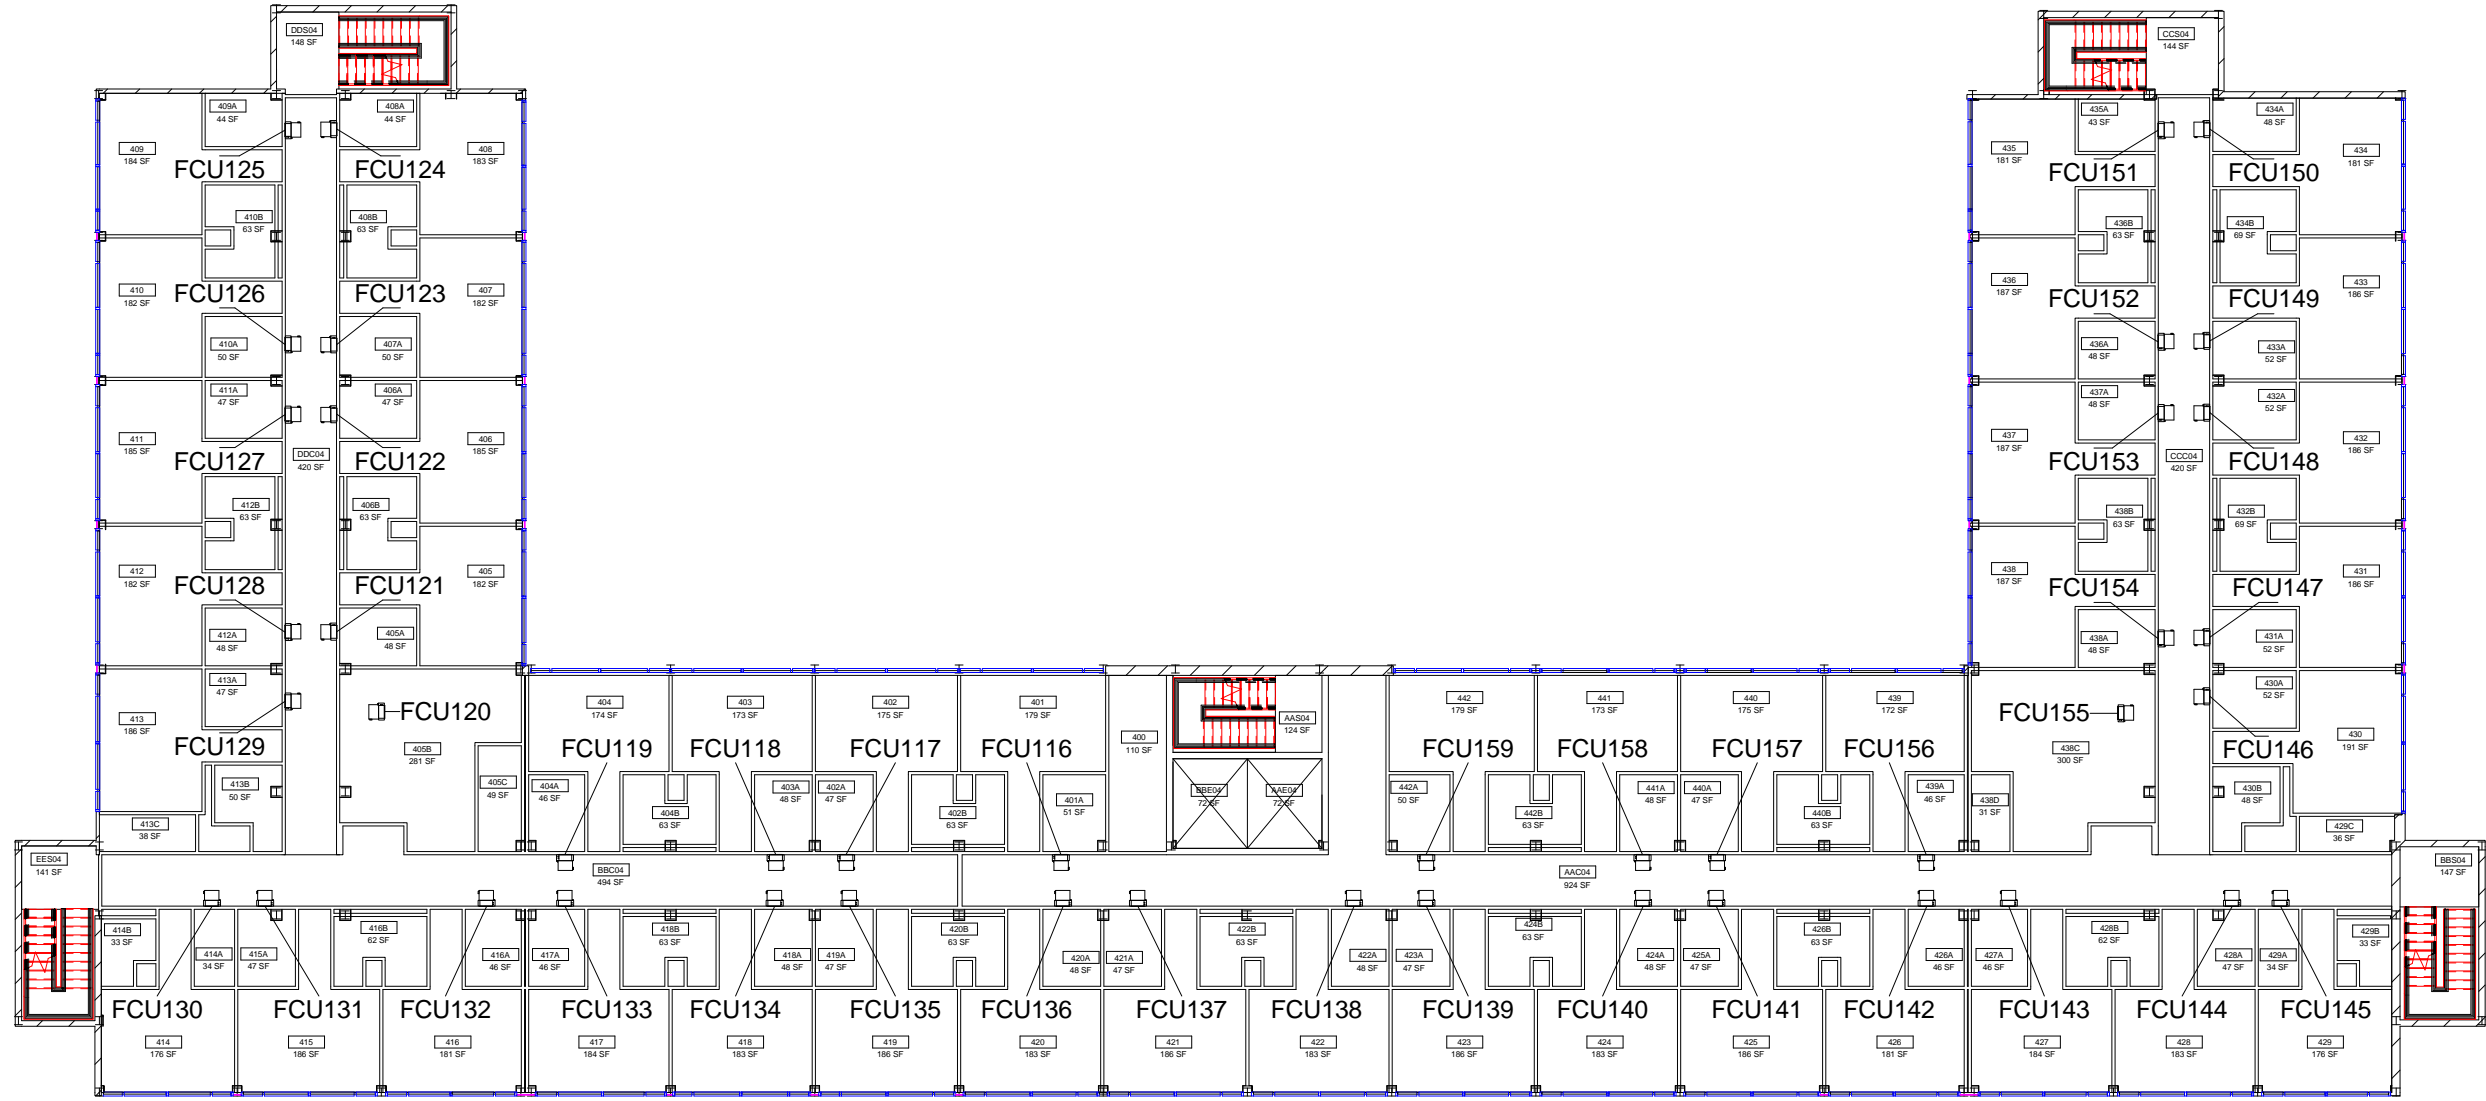 DDS04
148 SF
CCS04
144 SF
409A
44 SF
408A
44 SF
435A
43 SF
434A
48 SF
409
184 SF
408
183 SF
435
181 SF
434
181 SF
FCU125
FCU124
FCU151
FCU150
410B
63 SF
408B
63 SF
436B
63 SF
434B
69 SF
410
182 SF
407
182 SF
436
187 SF
433
186 SF
FCU126
FCU123
FCU152
FCU149
410A
50 SF
407A
50 SF
436A
48 SF
433A
52 SF
411A
47 SF
406A
47 SF
437A
48 SF
432A
52 SF
411
185 SF
406
185 SF
437
187 SF
432
186 SF
FCU127
DDC04
420 SF
FCU122
FCU153
CCC04
420 SF
FCU148
412B
63 SF
406B
63 SF
438B
63 SF
432B
69 SF
412
182 SF
405
182 SF
438
187 SF
431
186 SF
FCU128
FCU121
FCU154
FCU147
412A
48 SF
405A
48 SF
438A
48 SF
431A
52 SF
413A
47 SF
430A
52 SF
413
186 SF
FCU129
FCU120
405B
281 SF
405C
49 SF
404
174 SF
403
173 SF
402
175 SF
401
179 SF
400
110 SF
AAS04
124 SF
442
179 SF
441
173 SF
440
175 SF
439
172 SF
FCU155
438C
300 SF
FCU146
430
191 SF
FCU119
FCU118
FCU117
FCU116
FCU159
FCU158
FCU157
FCU156
413B
50 SF
413C
38 SF
404A
46 SF
404B
63 SF
403A
48 SF
402A
47 SF
402B
63 SF
401A
51 SF
BBE04
72 SF
AAE04
72 SF
442A
50 SF
442B
63 SF
441A
48 SF
440A
47 SF
440B
63 SF
439A
46 SF
438D
31 SF
430B
48 SF
429C
36 SF
EES04
141 SF
BBC04
494 SF
AAC04
924 SF
BBS04
147 SF
414B
33 SF
414A
34 SF
415A
47 SF
416B
62 SF
416A
46 SF
417A
46 SF
418B
63 SF
418A
48 SF
419A
47 SF
420B
63 SF
420A
48 SF
421A
47 SF
422B
63 SF
422A
48 SF
423A
47 SF
424B
63 SF
424A
48 SF
425A
47 SF
426B
63 SF
426A
46 SF
427A
46 SF
428B
62 SF
428A
47 SF
429A
34 SF
429B
33 SF
FCU130
FCU131
FCU132
FCU133
FCU134
FCU135
FCU136
FCU137
FCU138
FCU139
FCU140
FCU141
FCU142
FCU143
FCU144
FCU145
414
176 SF
415
186 SF
416
181 SF
417
184 SF
418
183 SF
419
186 SF
420
183 SF
421
186 SF
422
183 SF
423
186 SF
424
183 SF
425
186 SF
426
181 SF
427
184 SF
428
183 SF
429
176 SF